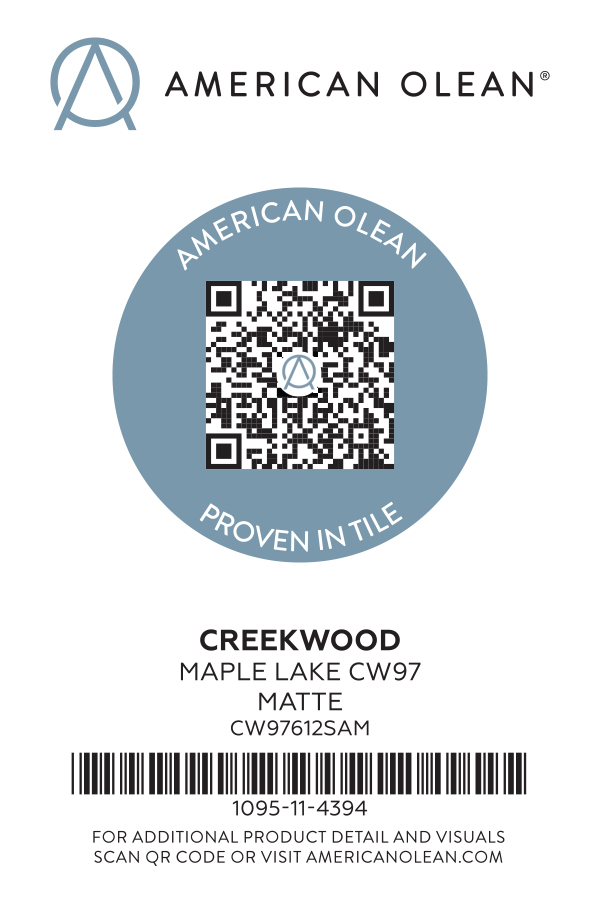 AMERICAN OLEAN®
AMERICAN OLEAN
PROVEN IN TILE
CREEKWOOD
MAPLE LAKE CW97
MATTE
CW97612SAM
1095-11-4394
FOR ADDITIONAL PRODUCT DETAIL AND VISUALS
SCAN QR CODE OR VISIT AMERICANOLEAN.COM